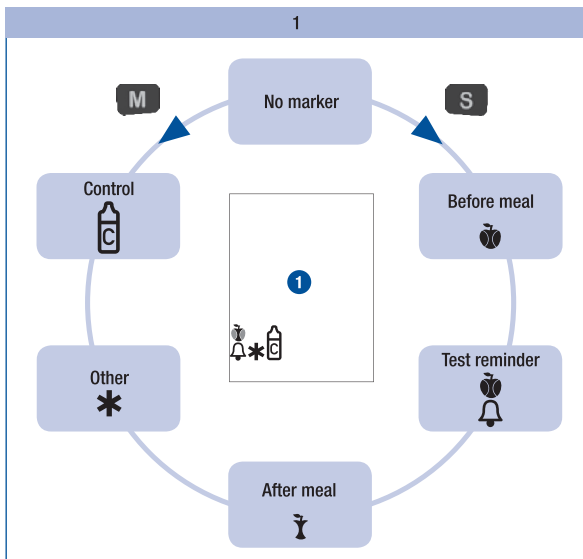 1
M
No marker
S
Control
C
Before meal
1
C
Other
Test reminder
After meal